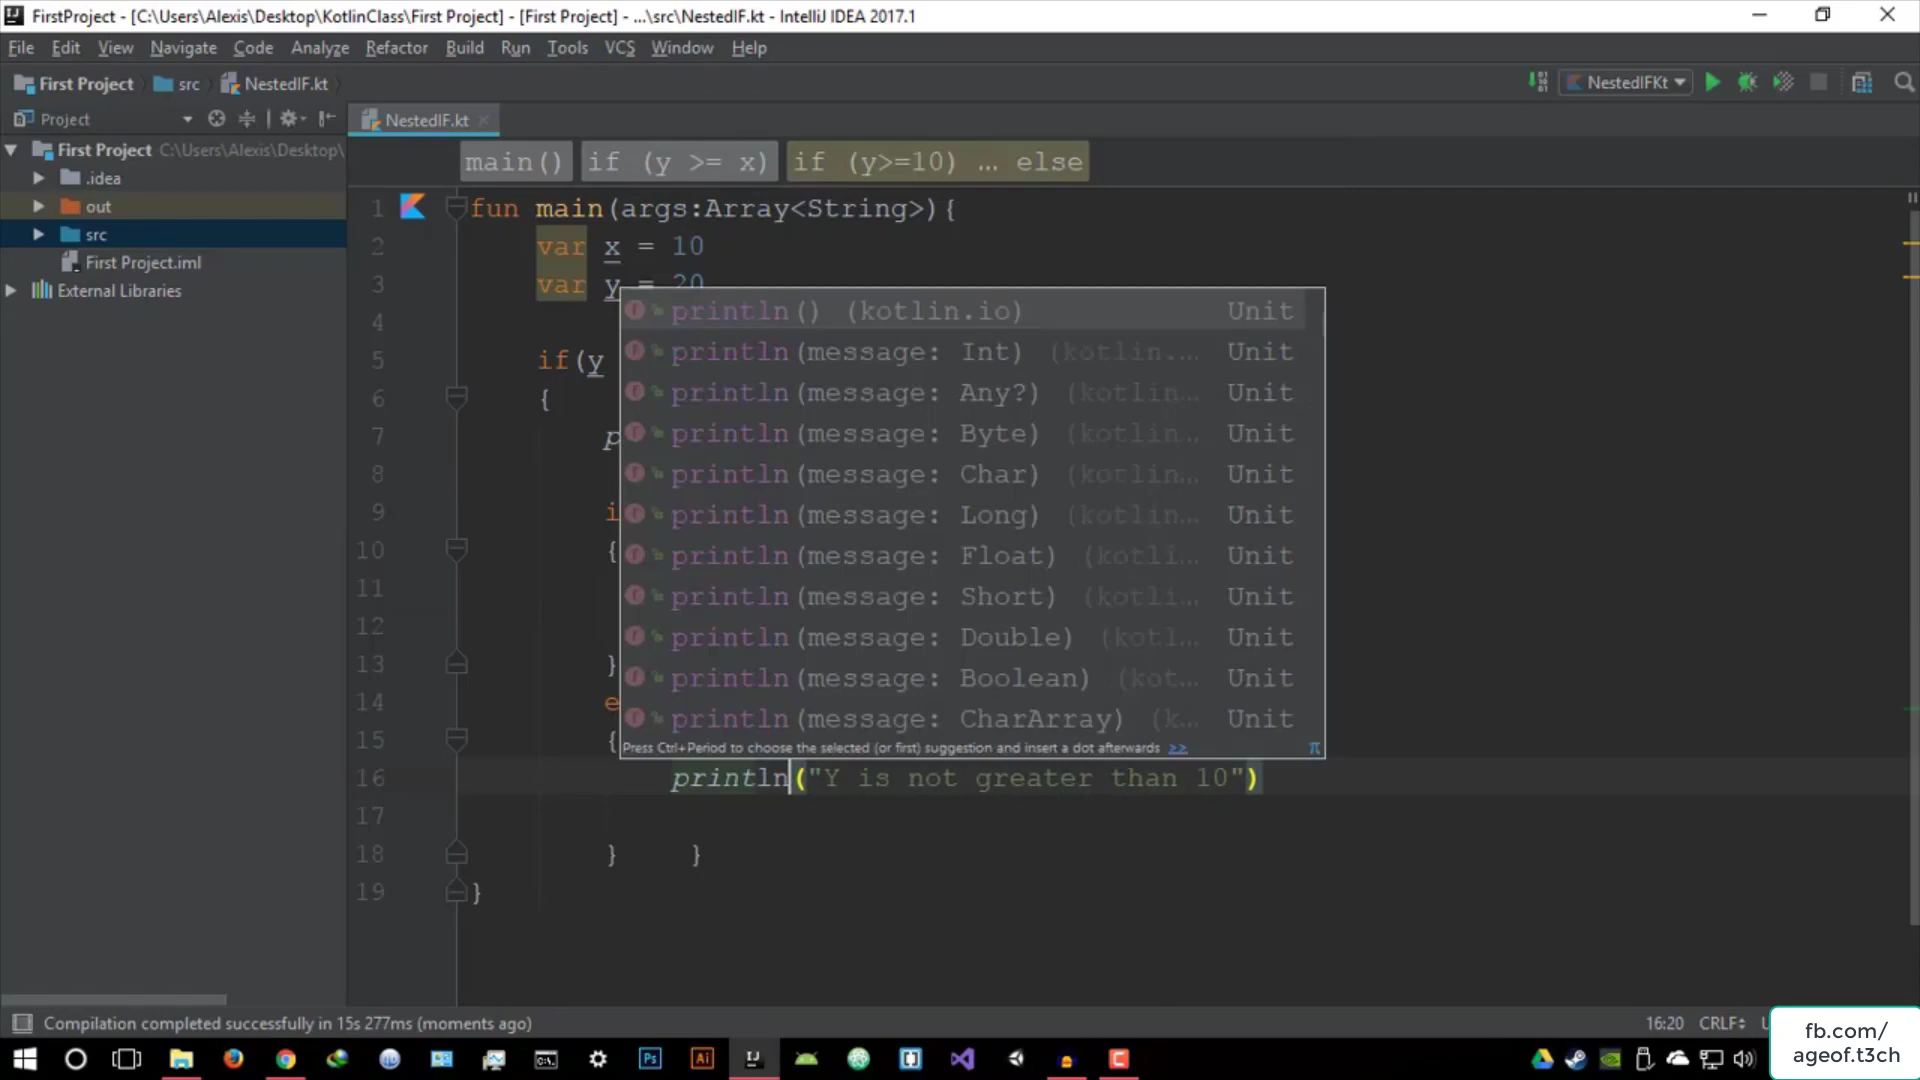 FirstProject - [C:\Users\Alexis\Desktop\KotlinClass\First Project] - [First Project] - ...\src\NestedIF.kt - IntelliJ IDEA 2017.1
File Edit View Navigate Code Analyze Refactor Build Run Tools VCS Window Help
First Project src NestedIF.kt NestedIFKt
Project NestedIF.kt
First Project C:\Users\Alexis\Desktop\
.idea
out
src
First Project.iml
External Libraries
main() if (y >= x) if (y>=10) ... else
1 fun main(args:Array<String>){
2 var x = 10
3 var y = 20
4
5 if(y
6 {
7 p
8
9 i
10 {
11
12
13 }
14 e
15 {
println() (kotlin.io) Unit
println(message: Int) (kotlin.... Unit
println(message: Any?) (kotlin... Unit
println(message: Byte) (kotlin... Unit
println(message: Char) (kotlin... Unit
println(message: Long) (kotlin... Unit
println(message: Float) (kotli... Unit
println(message: Short) (kotli... Unit
println(message: Double) (kotl... Unit
println(message: Boolean) (kot... Unit
println(message: CharArray) (k... Unit
Press Ctrl+Period to choose the selected (or first) suggestion and insert a dot afterwards >> π
16 println("Y is not greater than 10")
17
18 } }
19 }
Compilation completed successfully in 15s 277ms (moments ago) 16:20 CRLF
fb.com/
ageof.t3ch